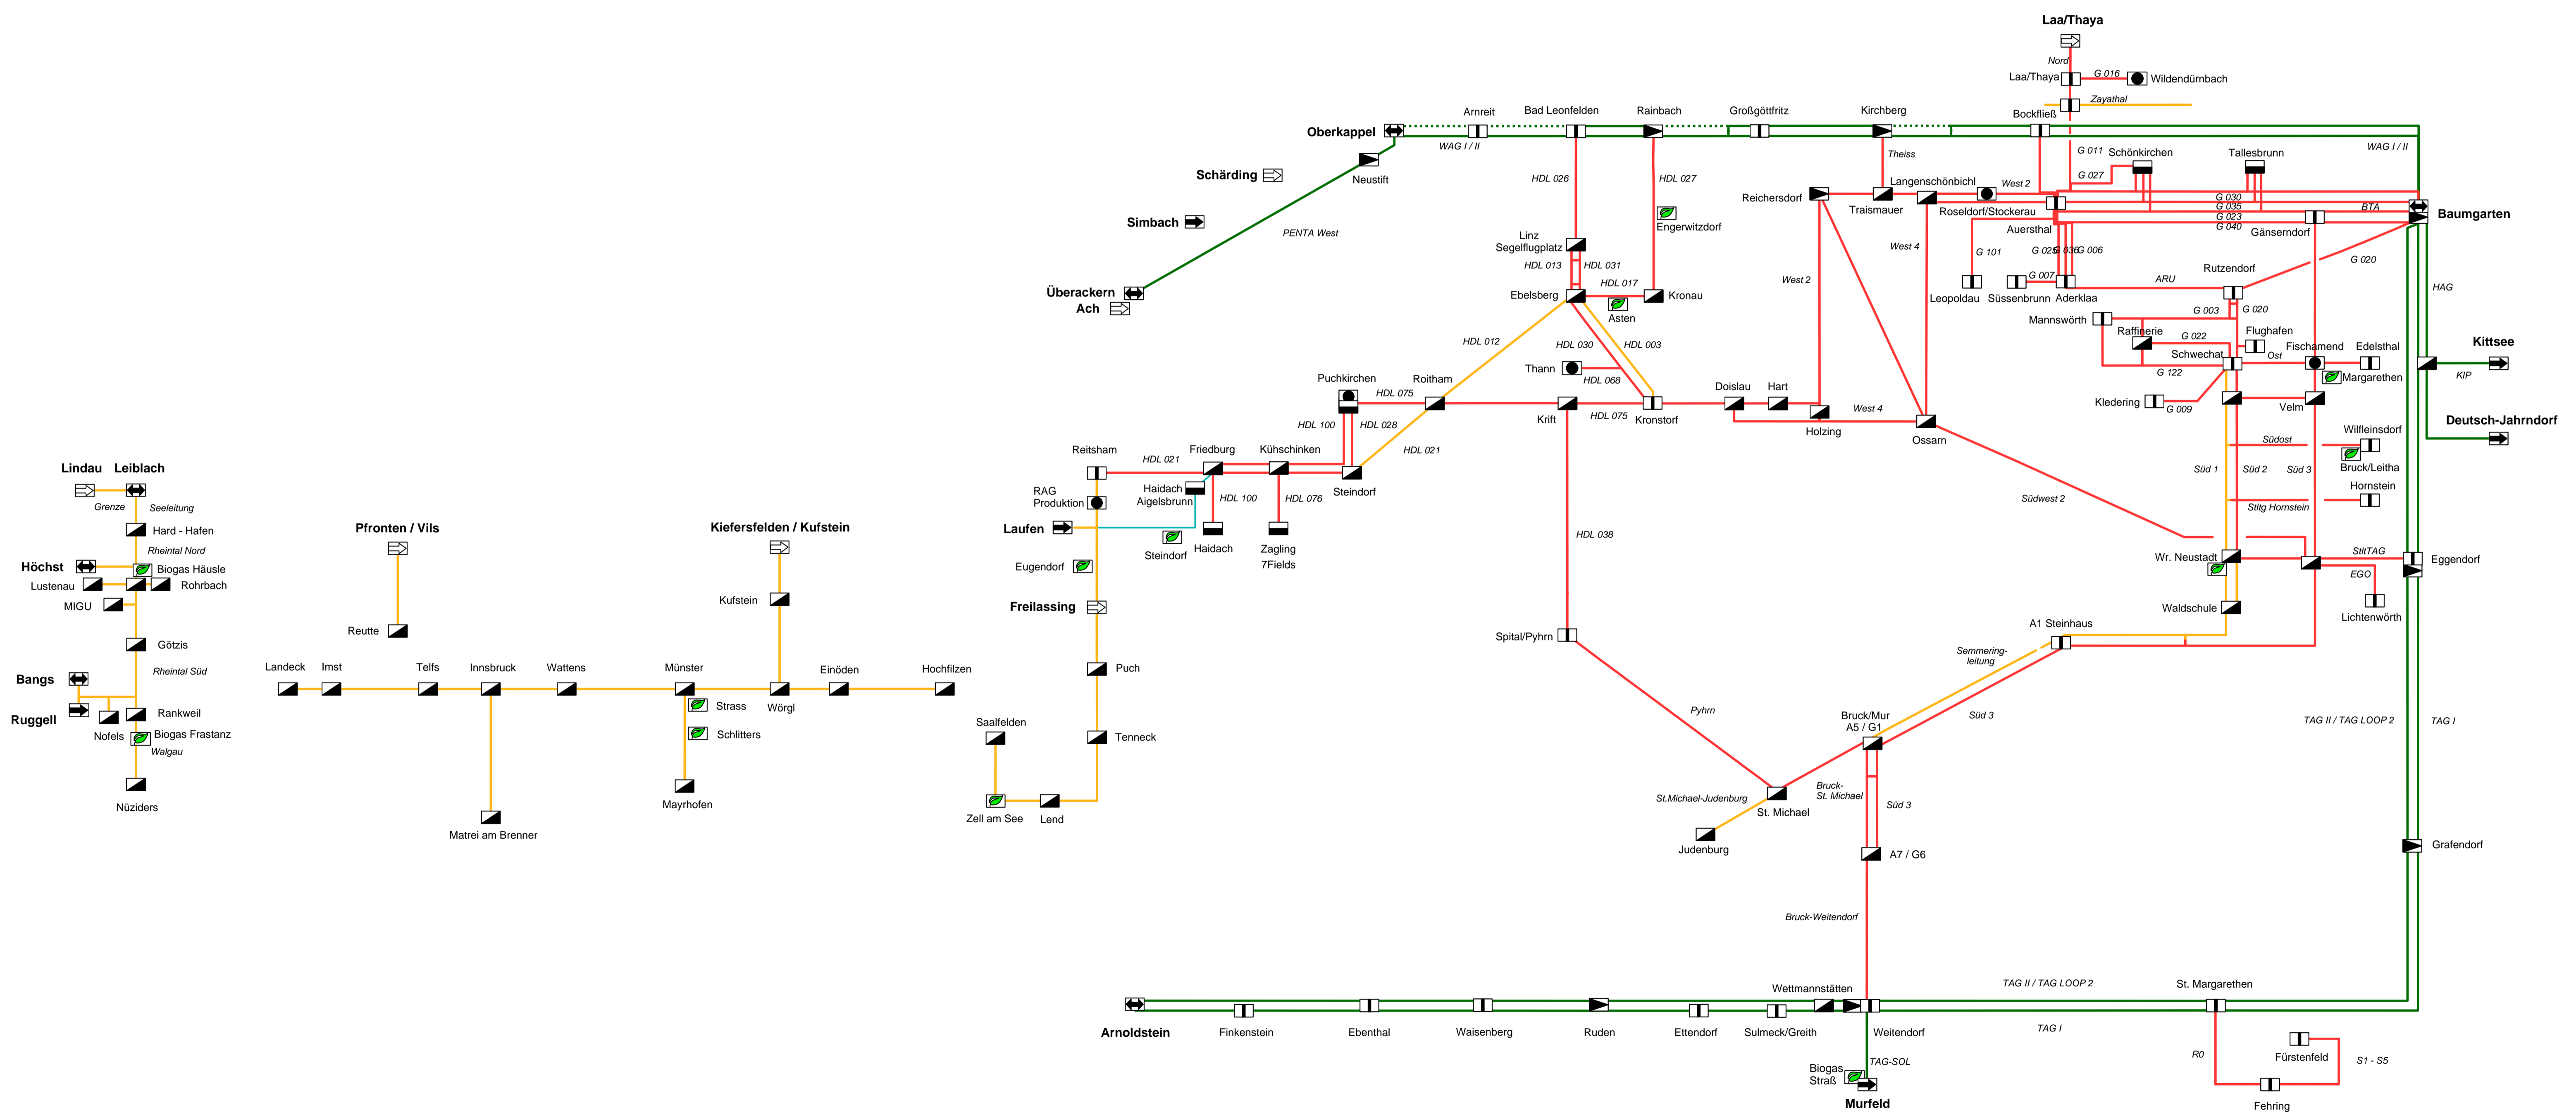 Laa/Thaya
Nord
Laa/Thaya
G 016
Wildendürnbach
Zayathal
Arnreit
Bad Leonfelden
Rainbach
Großgöttfritz
Kirchberg
Bockfließ
Oberkappel
WAG I / II
WAG I / II
Neustift
Schärding
Simbach
PENTA West
Überackern
Ach
HDL 026
HDL 027
Engerwitzdorf
Theiss
G 011
Schönkirchen
Tallesbrunn
G 027
Reichersdorf
Traismauer
Langenschönbichl
West 2
Roseldorf/Stockerau
G 030
G 035
G 023
G 040
BTA
Baumgarten
Auersthal
Gänserndorf
Linz
Segelflugplatz
HDL 013
HDL 031
HDL 017
Ebelsberg
Kronau
Asten
West 2
West 4
G 101
G 025
G 036
G 006
G 007
Leopoldau
Süssenbrunn
Aderklaa
ARU
Rutzendorf
G 020
HAG
Mannswörth
G 003
G 020
Raffinerie
G 022
Flughafen
Schwechat
Ost
Fischamend
Edelsthal
Kittsee
G 122
Margarethen
KIP
Kledering
G 009
Velm
Deutsch-Jahrndorf
HDL 012
HDL 030
HDL 003
Thann
HDL 068
Puchkirchen
HDL 075
Roitham
Krift
HDL 075
Kronstorf
Doislau
Hart
Holzing
West 4
Ossarn
HDL 100
HDL 028
HDL 021
Reitsham
HDL 021
Friedburg
Kühschinken
Steindorf
RAG
Produktion
Haidach
Aigelsbrunn
HDL 100
HDL 076
Laufen
Steindorf
Haidach
Zagling
7Fields
Eugendorf
Freilassing
Puch
Tenneck
Saalfelden
Zell am See
Lend
Südost
Wilfleinsdorf
Bruck/Leitha
Süd 1
Süd 2
Süd 3
Hornstein
Stltg Hornstein
Südwest 2
Wr. Neustadt
StltTAG
Eggendorf
EGO
Lichtenwörth
Waldschule
A1 Steinhaus
Semmering-
leitung
HDL 038
Spital/Pyhrn
Pyhrn
Bruck/Mur
A5 / G1
Süd 3
Bruck-
St. Michael
Süd 3
St.Michael-Judenburg
St. Michael
Judenburg
A7 / G6
Bruck-Weitendorf
TAG II / TAG LOOP 2
TAG I
Grafendorf
Lindau
Leiblach
Grenze
Seeleitung
Hard - Hafen
Rheintal Nord
Höchst
Biogas Häusle
Lustenau
Rohrbach
MIGU
Götzis
Rheintal Süd
Bangs
Ruggell
Nofels
Rankweil
Biogas Frastanz
Walgau
Nüziders
Pfronten / Vils
Reutte
Kiefersfelden / Kufstein
Kufstein
Landeck
Imst
Telfs
Innsbruck
Wattens
Münster
Wörgl
Einöden
Hochfilzen
Strass
Schlitters
Mayrhofen
Matrei am Brenner
Arnoldstein
Finkenstein
Ebenthal
Waisenberg
Ruden
Ettendorf
Sulmeck/Greith
Wettmannstätten
Weitendorf
TAG II / TAG LOOP 2
TAG I
St. Margarethen
TAG-SOL
Biogas
Straß
Murfeld
R0
Fürstenfeld
S1 - S5
Fehring